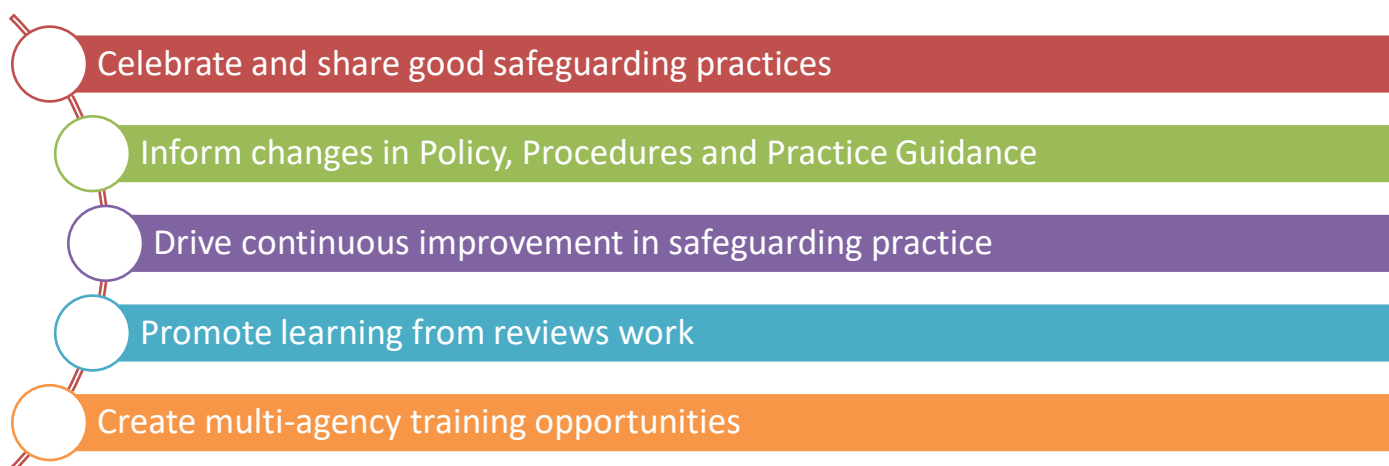 Celebrate and share good safeguarding practices
Inform changes in Policy, Procedures and Practice Guidance
Drive continuous improvement in safeguarding practice
Promote learning from reviews work
Create multi-agency training opportunities